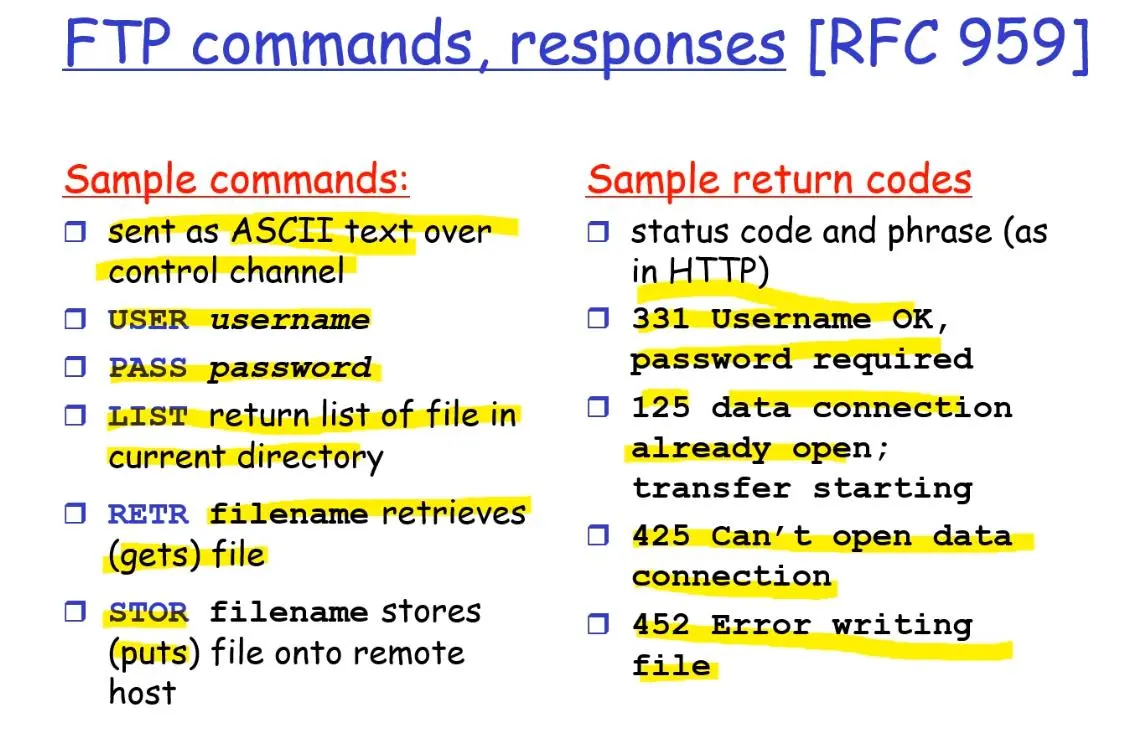 FTP commands, responses [RFC 959]
Sample commands:
❒ sent as ASCII text over
control channel
❒ USER username
❒ PASS password
❒ LIST return list of file in
current directory
❒ RETR filename retrieves
(gets) file
❒ STOR filename stores
(puts) file onto remote
host
Sample return codes
❒ status code and phrase (as
in HTTP)
❒ 331 Username OK,
password required
❒ 125 data connection
already open;
transfer starting
❒ 425 Can’t open data
connection
❒ 452 Error writing
file